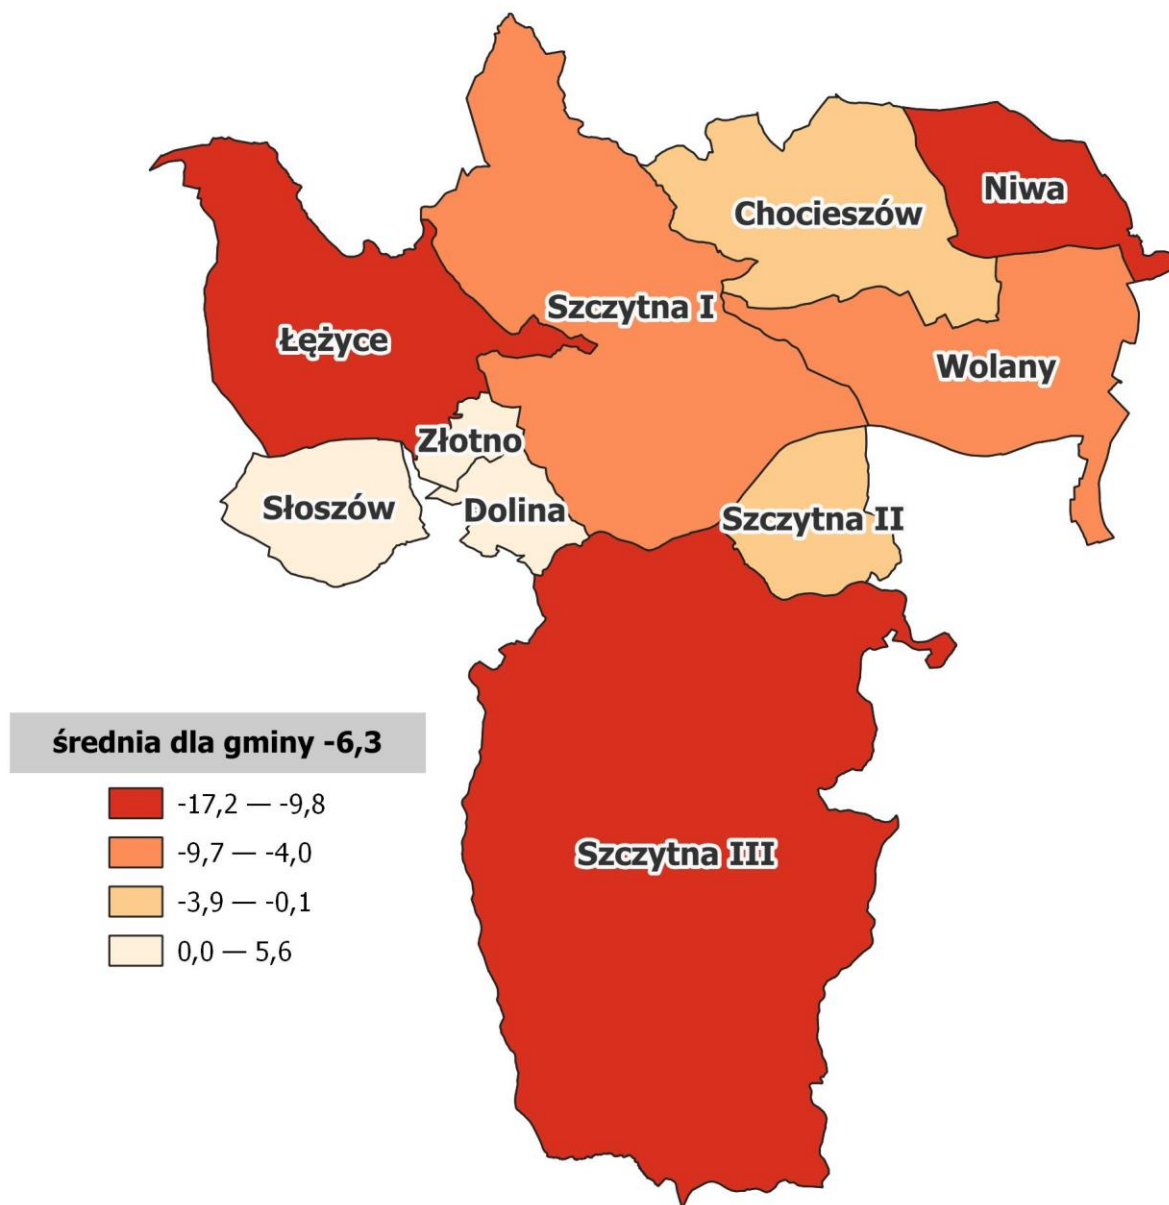 Niwa
Chocieszów
Szczytna I
Łężyce
Wolany
Złotno
Słoszów
Dolina
Szczytna II
średnia dla gminy -6,3
-17,2 — -9,8
-9,7 — -4,0
-3,9 — -0,1
0,0 — 5,6
Szczytna III